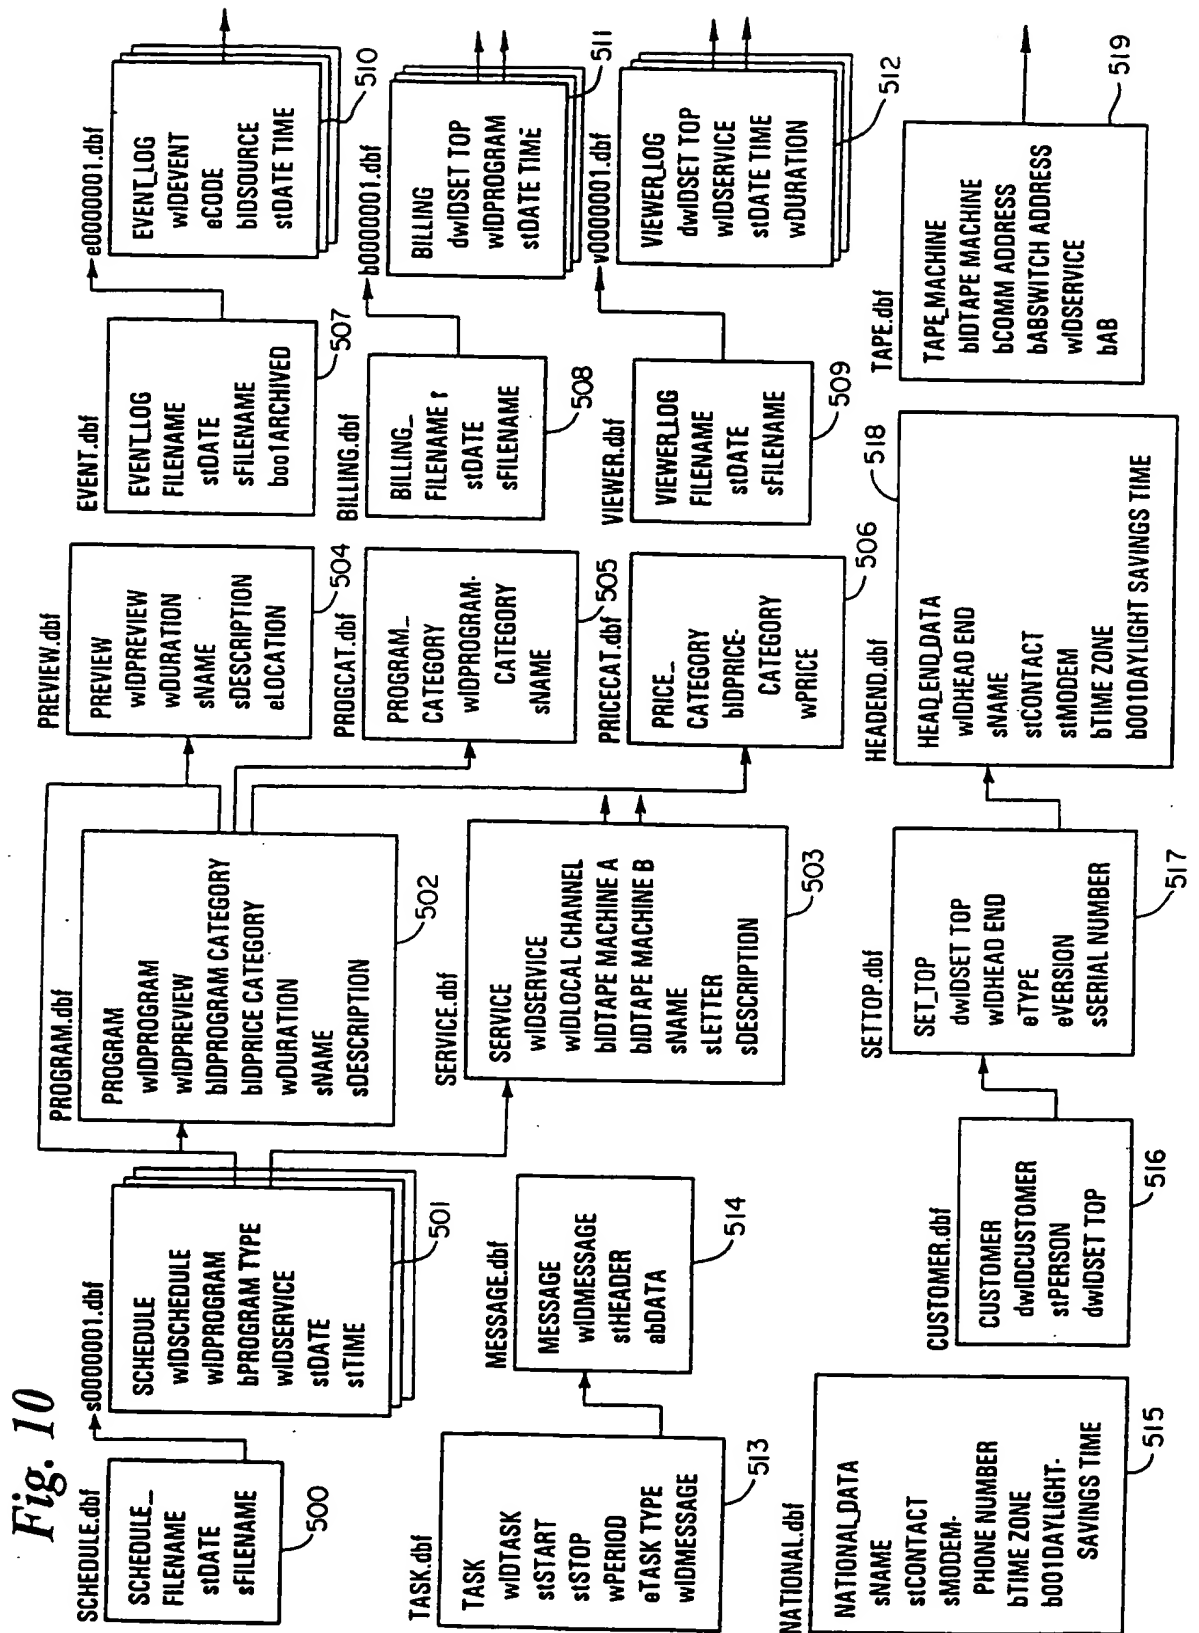 Fig. 10
SCHEDULE.dbf
SCHEDULE_
FILENAME
stDATE
sFILENAME
500
s0000001.dbf
SCHEDULE
wIDSCHEDULE
wIDPROGRAM
bPROGRAM TYPE
wIDSERVICE
stDATE
stTIME
501
PROGRAM.dbf
PROGRAM
wIDPROGRAM
wIDPREVIEW
bIDPROGRAM CATEGORY
bIDPRICE CATEGORY
wDURATION
sNAME
sDESCRIPTION
502
SERVICE.dbf
SERVICE
wIDSERVICE
wIDLOCAL CHANNEL
bIDTAPE MACHINE A
bIDTAPE MACHINE B
sNAME
sLETTER
sDESCRIPTION
503
PREVIEW.dbf
PREVIEW
wIDPREVIEW
wDURATION
sNAME
sDESCRIPTION
eLOCATION
504
PROGCAT.dbf
PROGRAM_
CATEGORY
wIDPROGRAM-
CATEGORY
sNAME
505
PRICECAT.dbf
PRICE_
CATEGORY
bIDPRICE-
CATEGORY
wPRICE
506
EVENT.dbf
EVENT_LOG
FILENAME
stDATE
sFILENAME
boo1ARCHIVED
507
BILLING.dbf
BILLING_
FILENAME r
stDATE
sFILENAME
508
VIEWER.dbf
VIEWER_LOG
FILENAME
stDATE
sFILENAME
509
e0000001.dbf
EVENT_LOG
wIDEVENT
eCODE
bIDSOURCE
stDATE TIME
510
b0000001.dbf
BILLING
dwIDSET TOP
wIDPROGRAM
stDATE TIME
511
v0000001.dbf
VIEWER_LOG
dwIDSET TOP
wIDSERVICE
stDATE TIME
wDURATION
512
TASK.dbf
TASK
wIDTASK
stSTART
stSTOP
wPERIOD
eTASK TYPE
wIDMESSAGE
513
MESSAGE.dbf
MESSAGE
wIDMESSAGE
stHEADER
abDATA
514
NATIONAL.dbf
NATIONAL_DATA
sNAME
stCONTACT
sMODEM-
PHONE NUMBER
bTIME ZONE
b001DAYLIGHT-
SAVINGS TIME
515
CUSTOMER.dbf
CUSTOMER
dwIDCUSTOMER
stPERSON
dwIDSET TOP
516
SETTOP.dbf
SET_TOP
dwIDSET TOP
wIDHEAD END
eTYPE
eVERSION
sSERIAL NUMBER
517
HEADEND.dbf
HEAD_END_DATA
wIDHEAD END
sNAME
stCONTACT
stMODEM
bTIME ZONE
b001DAYLIGHT SAVINGS TIME
518
TAPE.dbf
TAPE_MACHINE
bIDTAPE MACHINE
bCOMM ADDRESS
bABSWITCH ADDRESS
wIDSERVICE
bAB
519